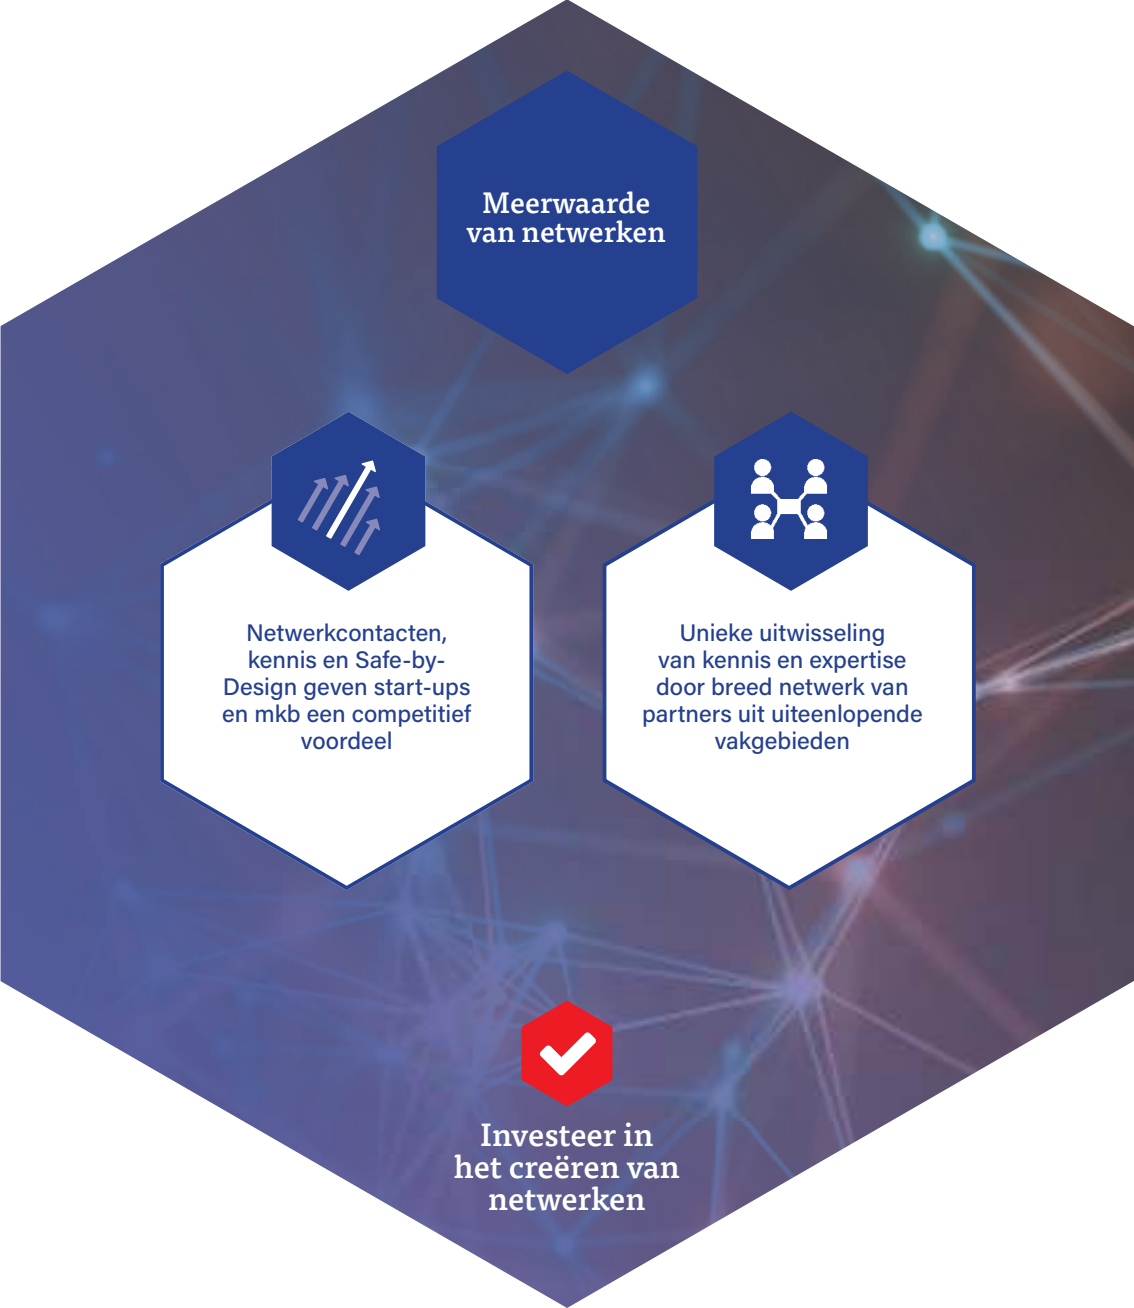 Meerwaarde
van netwerken
Netwerkcontacten,
kennis en Safe-by-
Design geven start-ups
en mkb een competitief
voordeel
Unieke uitwisseling
van kennis en expertise
door breed netwerk van
partners uit uiteenlopende
vakgebieden
Investeer in
het creëren van
netwerken